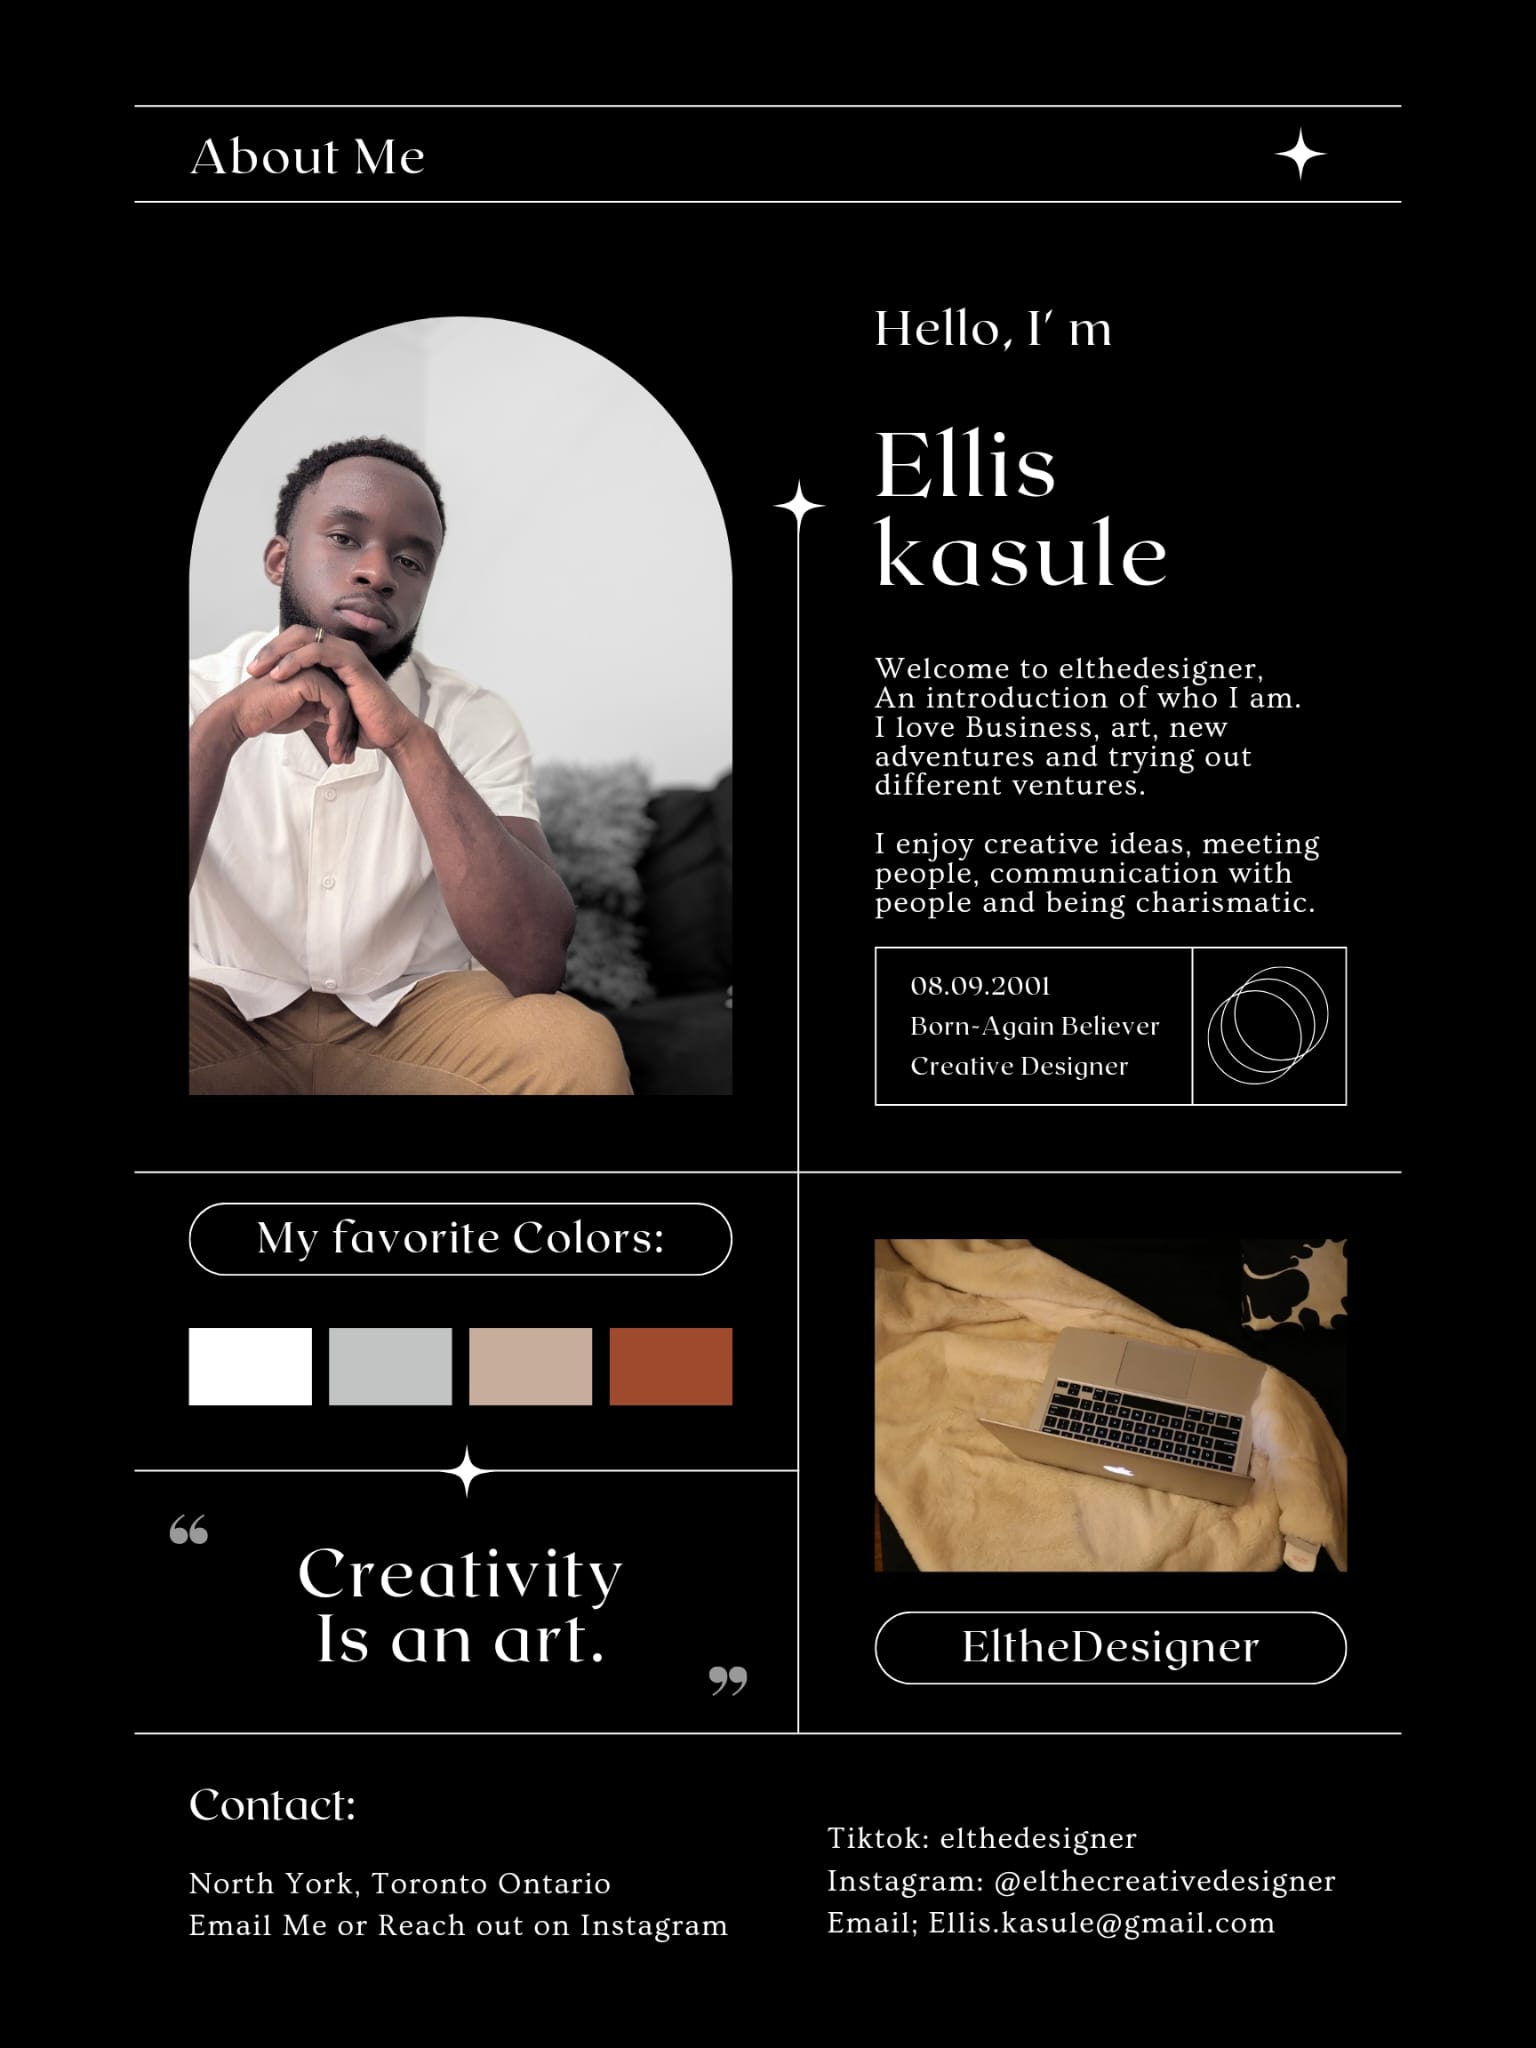 About Me
Hello, I’ m
Ellis
kasule
Welcome to elthedesigner,
An introduction of who I am.
I love Business, art, new
adventures and trying out
different ventures.
I enjoy creative ideas, meeting
people, communication with
people and being charismatic.
08.09.2001
Born-Again Believer
Creative Designer
My favorite Colors:
“
Creativity
Is an art.
”
EltheDesigner
Contact:
North York, Toronto Ontario
Email Me or Reach out on Instagram
Tiktok: elthedesigner
Instagram: @elthecreativedesigner
Email; Ellis.kasule@gmail.com